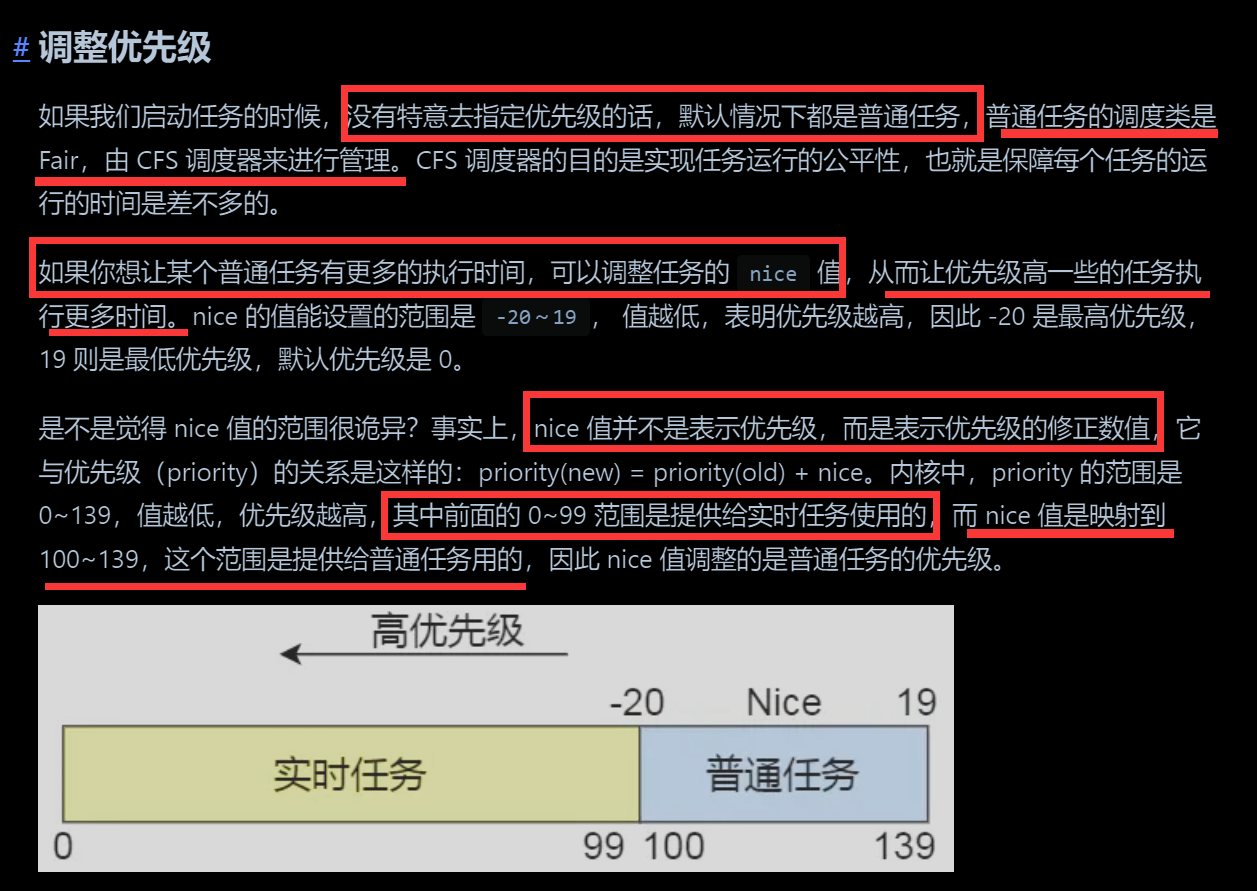 # 调整优先级
如果我们启动任务的时候，没有特意去指定优先级的话，默认情况下都是普通任务，普通任务的调度类是
Fair，由 CFS 调度器来进行管理。CFS 调度器的目的是实现任务运行的公平性，也就是保障每个任务的运
行的时间是差不多的。
如果你想让某个普通任务有更多的执行时间，可以调整任务的 nice 值，从而让优先级高一些的任务执
行更多时间。nice 的值能设置的范围是 -20～19 ， 值越低，表明优先级越高，因此 -20 是最高优先级，
19 则是最低优先级，默认优先级是 0。
是不是觉得 nice 值的范围很诡异？事实上，nice 值并不是表示优先级，而是表示优先级的修正数值，它
与优先级（priority）的关系是这样的：priority(new) = priority(old) + nice。内核中，priority 的范围是
0~139，值越低，优先级越高，其中前面的 0~99 范围是提供给实时任务使用的，而 nice 值是映射到
100~139，这个范围是提供给普通任务用的，因此 nice 值调整的是普通任务的优先级。
高优先级
-20 Nice 19
实时任务 普通任务
0 99 100 139